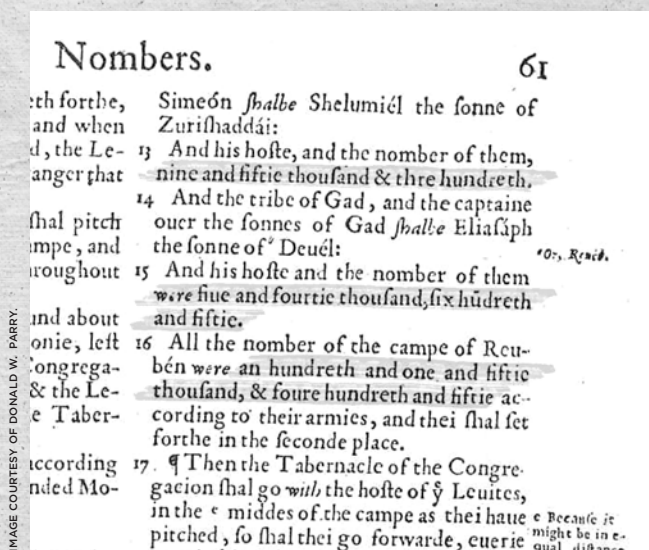 Nombers.
61
eth forthe,
and when
d, the Le-
anger that
ſhal pitch
ampe, and
roughout
and about
onie, left
Congrega-
& the Le-
e Taber-
according
nded Mo-
Simeón ſhalbe Shelumiél the ſonne of
Zuriſhaddái:
13 And his hoſte, and the nomber of them,
nine and fiftie thouſand & thre hundreth.
14 And the tribe of Gad, and the captaine
ouer the ſonnes of Gad ſhalbe Eliaſáph
the ſonne of Deuél:
15 And his hoſte and the nomber of them
were fiue and fourtie thouſand, ſix hũdreth
and fiftie.
16 All the nomber of the campe of Reu-
bén were an hundreth and one and fiftie
thouſand, & foure hundreth and fiftie ac-
cording to their armies, and thei ſhal ſet
forthe in the ſeconde place.
17. ¶ Then the Tabernacle of the Congre-
gacion ſhal go with the hoſte of ẏ Leuites,
in the c middes of the campe as thei haue
pitched, ſo ſhal thei go forwarde, euerie
Or,
c Becauſe it
might be in e-
qual diſtance
IMAGE COURTESY OF DONALD W. PARRY.